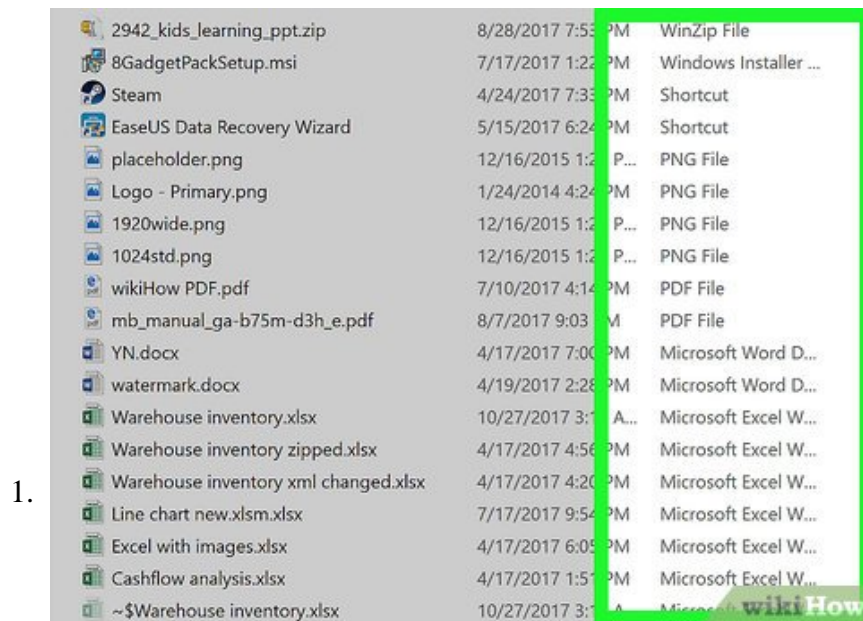 2942_kids_learning_ppt.zip 8/28/2017 7:53 PM WinZip File
8GadgetPackSetup.msi 7/17/2017 1:22 PM Windows Installer ...
Steam 4/24/2017 7:33 PM Shortcut
EaseUS Data Recovery Wizard 5/15/2017 6:24 PM Shortcut
placeholder.png 12/16/2015 1:2 P... PNG File
Logo - Primary.png 1/24/2014 4:24 PM PNG File
1920wide.png 12/16/2015 1:2 P... PNG File
1024std.png 12/16/2015 1:2 P... PNG File
wikiHow PDF.pdf 7/10/2017 4:14 PM PDF File
mb_manual_ga-b75m-d3h_e.pdf 8/7/2017 9:03 M PDF File
YN.docx 4/17/2017 7:00 PM Microsoft Word D...
watermark.docx 4/19/2017 2:28 PM Microsoft Word D...
Warehouse inventory.xlsx 10/27/2017 3:1 A... Microsoft Excel W...
Warehouse inventory zipped.xlsx 4/17/2017 4:56 PM Microsoft Excel W...
Warehouse inventory xml changed.xlsx 4/17/2017 4:20 PM Microsoft Excel W...
1.
Line chart new.xlsm.xlsx 7/17/2017 9:54 PM Microsoft Excel W...
Excel with images.xlsx 4/17/2017 6:05 PM Microsoft Excel W...
Cashflow analysis.xlsx 4/17/2017 1:51 PM Microsoft Excel W...
~$Warehouse inventory.xlsx 10/27/2017 3:1
wikiHow